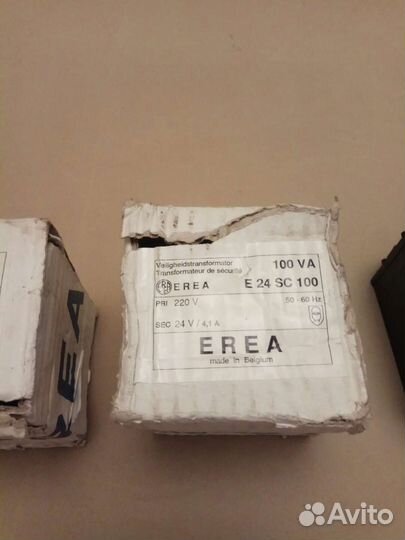 Veiligheidstransformator
Transformateur de sécurité
100 VA
EREA
E 24 SC 100
PRI 220 V
50-60 Hz
SEC 24 V / 4,1 A
EREA
made in Belgium
REA
Avito